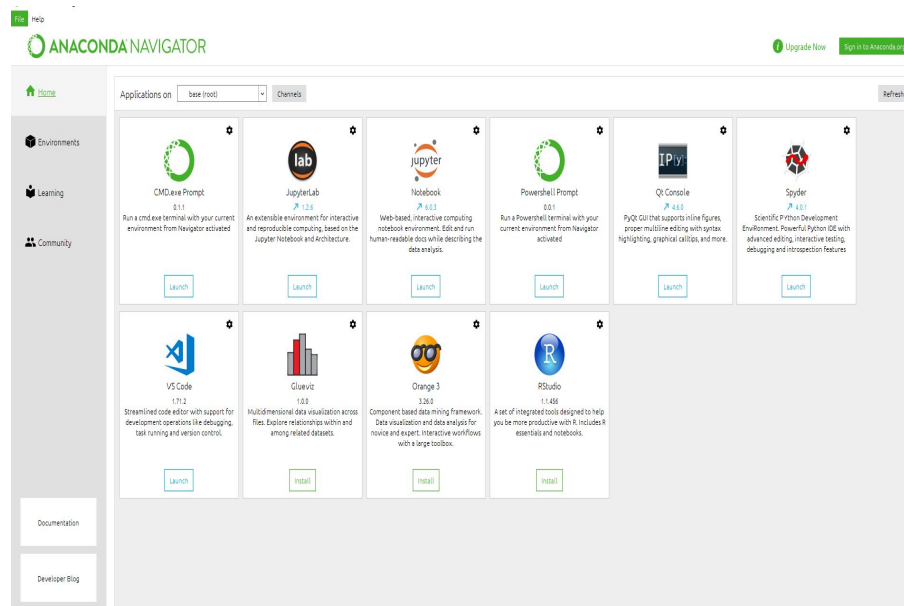 File Help
ANACONDA NAVIGATOR
Upgrade Now
Sign in to Anaconda.org
Home
Environments
Learning
Community
Documentation
Developer Blog
Applications on
base (root)
Channels
Refresh
CMD.exe Prompt
0.1.1
Run a cmd.exe terminal with your current
environment from Navigator
activated
Launch
lab
JupyterLab
1.2.6
An extensible environment for interactive
and reproducible computing, based on the
Jupyter Notebook and Architecture.
Launch
jupyter
Notebook
6.0.3
Web-based, interactive computing
notebook environment. Edit and run
human-readable docs while describing the
data analysis.
Launch
Powershell Prompt
0.0.1
Run a Powershell terminal with your
current environment from Navigator
activated
Launch
IP[y]:
Qt Console
4.6.0
PyQt GUI that supports inline figures,
proper multiline editing with syntax
highlighting, graphical calltips, and more.
Launch
Spyder
4.0.1
Scientific PYthon Development
EnviRonment. Powerful Python IDE with
advanced editing, interactive testing,
debugging and introspection features
Launch
VS Code
1.71.2
Streamlined code editor with support for
development operations like debugging,
task running and version control.
Launch
Glueviz
1.0.0
Multidimensional data visualization across
files. Explore relationships within and
among related datasets.
Install
Orange 3
3.26.0
Component based data mining framework.
Data visualization and data analysis for
novice and expert. Interactive workflows
with a large toolbox.
Install
R
RStudio
1.1.456
A set of integrated tools designed to help
you be more productive with R. Includes R
essentials and notebooks.
Install